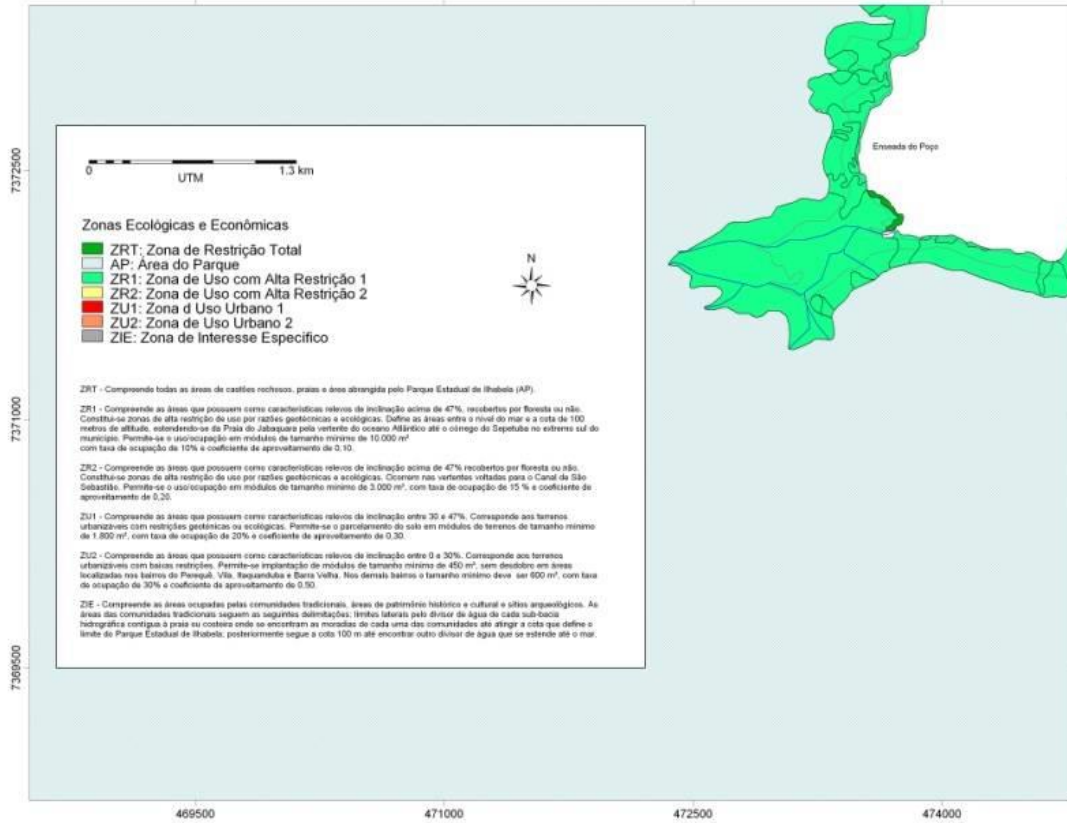 7372500
7371000
7369500
0
1.3 km
UTM
Zonas Ecológicas e Econômicas
ZRT: Zona de Restrição Total
AP: Área do Parque
ZR1: Zona de Uso com Alta Restrição 1
ZR2: Zona de Uso com Alta Restrição 2
ZU1: Zona d Uso Urbano 1
ZU2: Zona de Uso Urbano 2
ZIE: Zona de Interesse Específico
N
Enseada do Poço
ZRT - Compreende todas as áreas de costões rochosos, praias e área abrangida pelo Parque Estadual de Ilhabela (AP).
ZR1 - Compreende as áreas que possuem como características relevos de inclinação acima de 47%, recobertos por floresta ou não.
Constitui-se zonas de alta restrição de uso por razões geotécnicas e ecológicas. Define as áreas entre o nível do mar e a cota de 100
metros de altitude, estendendo-se da Praia do Jabaquara pela vertente do oceano Atlântico até o córrego do Sepetuba no extremo sul do
município. Permite-se o uso/ocupação em módulos de tamanho mínimo de 10.000 m²
com taxa de ocupação de 10% e coeficiente de aproveitamento de 0,10.
ZR2 - Compreende as áreas que possuem como características relevos de inclinação acima de 47% recobertos por floresta ou não.
Constitui-se zonas de alta restrição de uso por razões geotécnicas e ecológicas. Ocorrem nas vertentes voltadas para o Canal de São
Sebastião. Permite-se o uso/ocupação em módulos de tamanho mínimo de 3.000 m², com taxa de ocupação de 15 % e coeficiente de
aproveitamento de 0,20.
ZU1 - Compreende as áreas que possuem como características relevos de inclinação entre 30 e 47%. Corresponde aos terrenos
urbanizáveis com restrições geotécnicas ou ecológicas. Permite-se o parcelamento do solo em módulos de terrenos de tamanho mínimo
de 1.800 m², com taxa de ocupação de 20% e coeficiente de aproveitamento de 0,30.
ZU2 - Compreende as áreas que possuem como características relevos de inclinação entre 0 e 30%. Corresponde aos terrenos
urbanizáveis com baixas restrições. Permite-se implantação de módulos de tamanho mínimo de 450 m², sem desdobro em áreas
localizadas nos bairros do Perequê, Vila, Itaquanduba e Barra Velha. Nos demais bairros o tamanho mínimo deve ser 600 m², com taxa
de ocupação de 30% e coeficiente de aproveitamento de 0,50.
ZIE - Compreende as áreas ocupadas pelas comunidades tradicionais, áreas de patrimônio histórico e cultural e sítios arqueológicos. As
áreas das comunidades tradicionais seguem as seguintes delimitações: limites laterais pelo divisor de água de cada sub-bacia
hidrográfica contígua à praia ou costeira onde se encontram as moradias de cada uma das comunidades até atingir a cota que define o
limite do Parque Estadual de Ilhabela; posteriormente segue a cota 100 m até encontrar outro divisor de água que se estende até o mar.
469500
471000
472500
474000